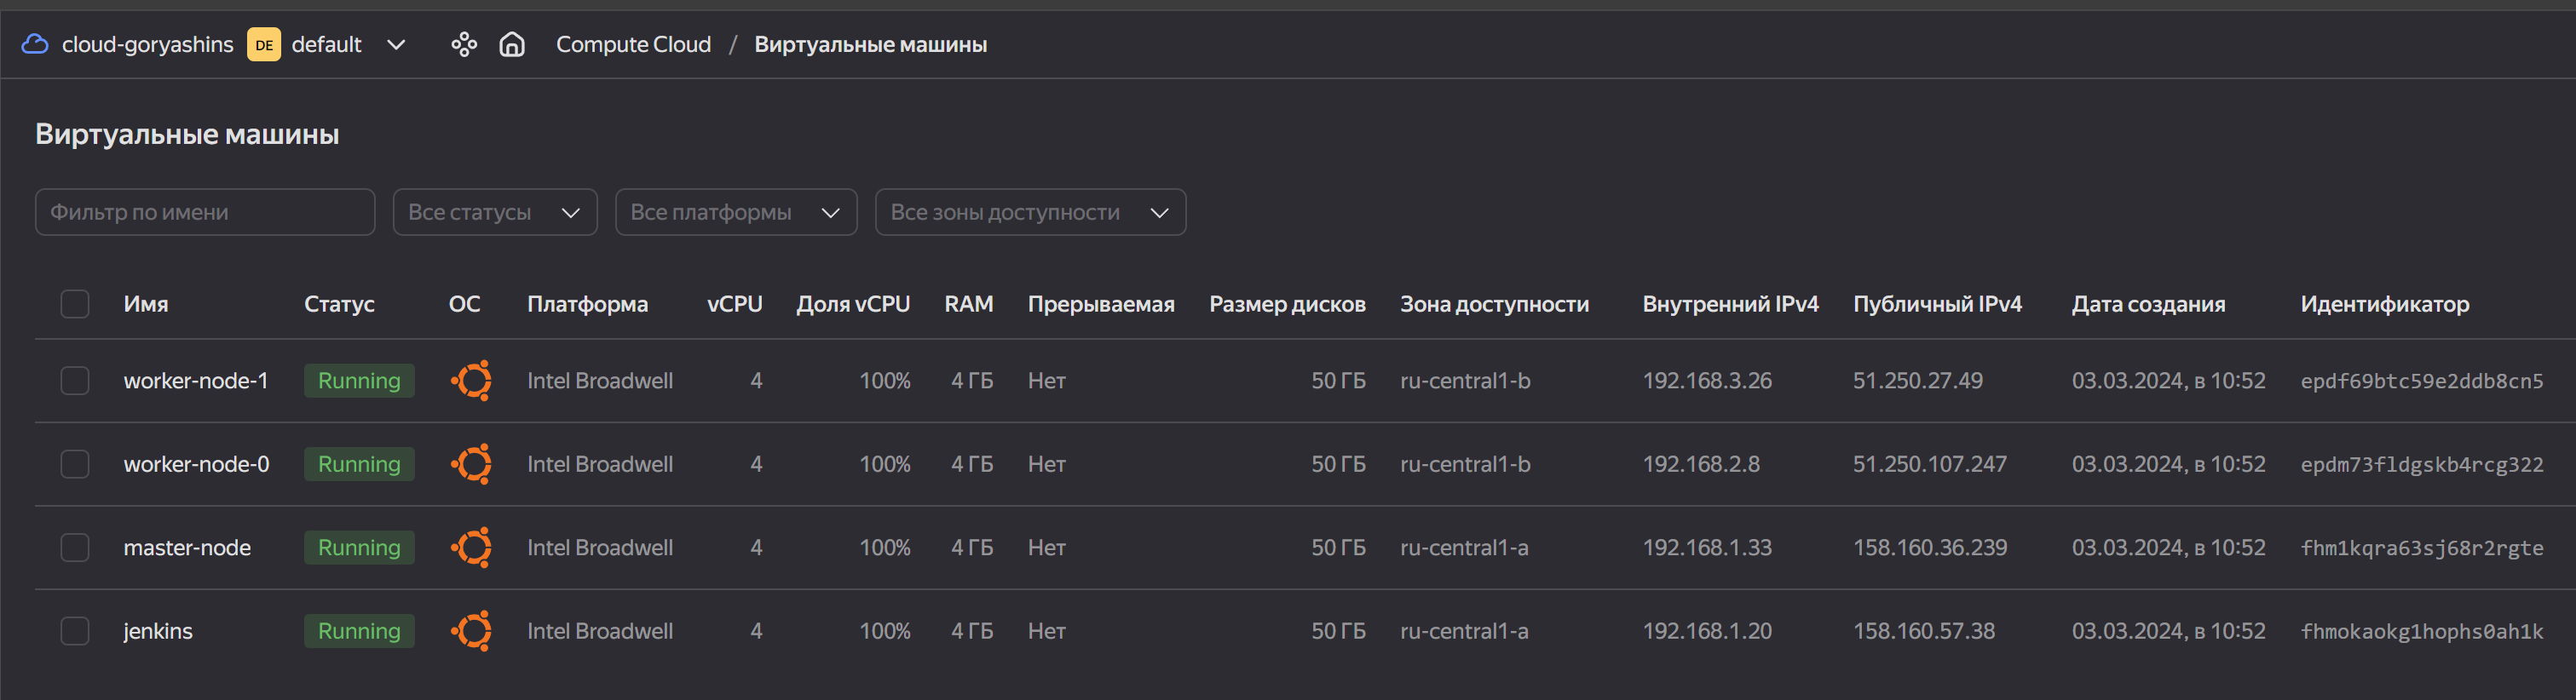 cloud-goryashins DE default Compute Cloud / Виртуальные машины
Виртуальные машины
Фильтр по имени Все статусы Все платформы Все зоны доступности
Имя Статус ОС Платформа vCPU Доля vCPU RAM Прерываемая Размер дисков Зона доступности Внутренний IPv4 Публичный IPv4 Дата создания Идентификатор
worker-node-1 Running Intel Broadwell 4 100% 4 ГБ Нет 50 ГБ ru-central1-b 192.168.3.26 51.250.27.49 03.03.2024, в 10:52 epdf69btc59e2ddb8cn5
worker-node-0 Running Intel Broadwell 4 100% 4 ГБ Нет 50 ГБ ru-central1-b 192.168.2.8 51.250.107.247 03.03.2024, в 10:52 epdm73fldgskb4rcg322
master-node Running Intel Broadwell 4 100% 4 ГБ Нет 50 ГБ ru-central1-a 192.168.1.33 158.160.36.239 03.03.2024, в 10:52 fhm1kqra63sj68r2rgte
jenkins Running Intel Broadwell 4 100% 4 ГБ Нет 50 ГБ ru-central1-a 192.168.1.20 158.160.57.38 03.03.2024, в 10:52 fhmokaokg1hophs0ah1k